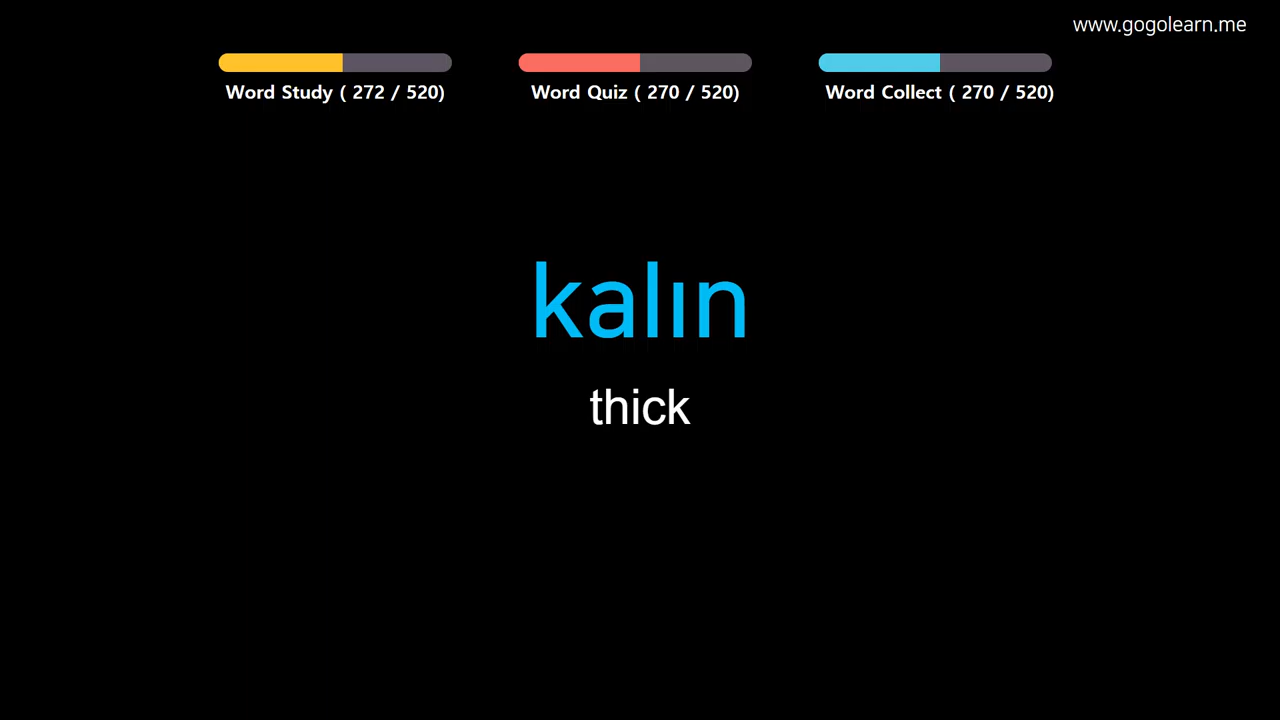 www.gogolearn.me
Word Study ( 272 / 520)
Word Quiz ( 270 / 520)
Word Collect ( 270 / 520)
kalın
thick